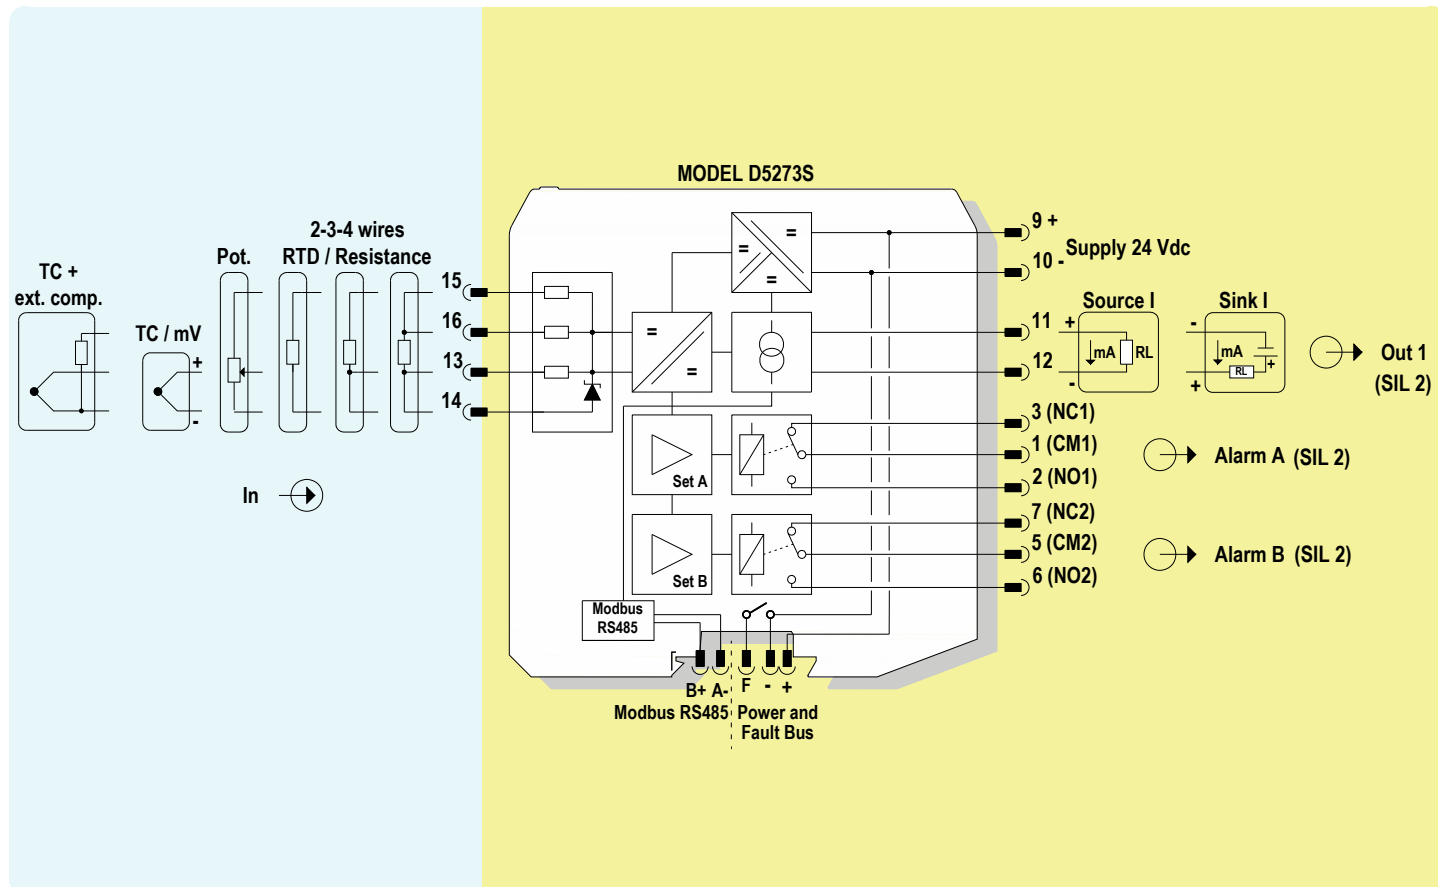 MODEL D5273S
2-3-4 wires
RTD / Resistance
Pot.
TC +
ext. comp.
TC / mV
+
-
15
16
13
14
In
9 +
10 -
Supply 24 Vdc
11
12
Source I
+
mA
RL
-
Sink I
-
mA
+
RL
+
Out 1
(SIL 2)
3 (NC1)
1 (CM1)
2 (NO1)
Alarm A (SIL 2)
7 (NC2)
5 (CM2)
6 (NO2)
Alarm B (SIL 2)
=
=
=
=
=
Set A
Set B
Modbus
RS485
B+ A-
F - +
Modbus RS485
Power and
Fault Bus